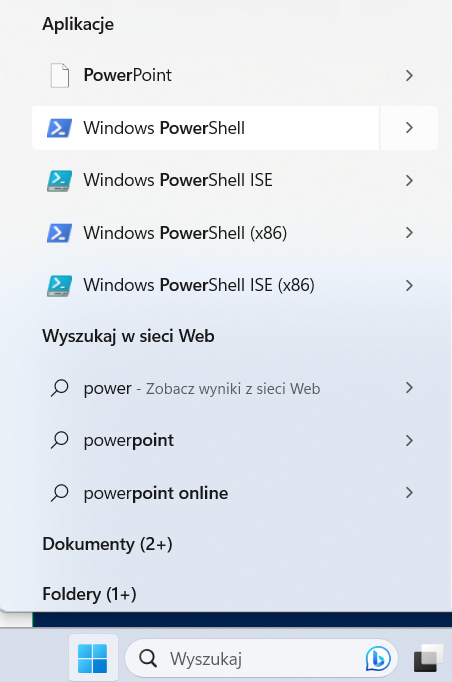 Aplikacje
PowerPoint
Windows PowerShell
Windows PowerShell ISE
Windows PowerShell (x86)
Windows PowerShell ISE (x86)
Wyszukaj w sieci Web
power - Zobacz wyniki z sieci Web
powerpoint
powerpoint online
Dokumenty (2+)
Foldery (1+)
Wyszukaj